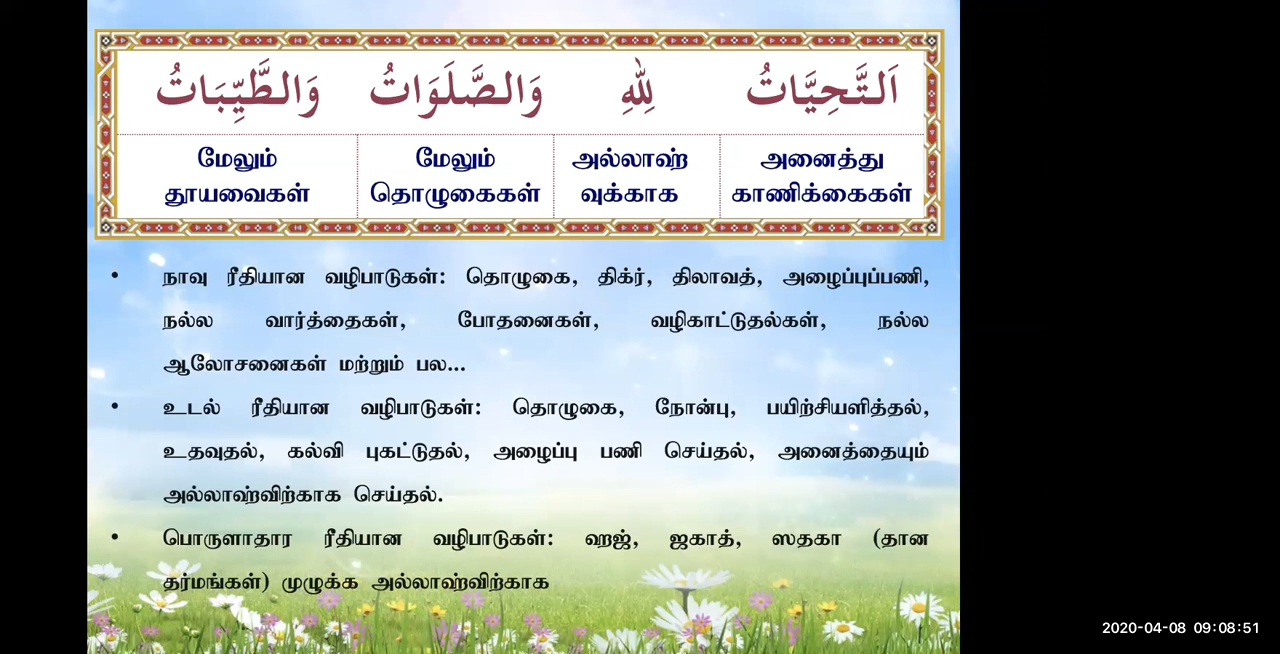 اَلتَّحِيَّاتُ لِلّٰهِ وَالصَّلَوَاتُ وَالطَّيِّبَاتُ
அனைத்து காணிக்கைகள்
அல்லாஹ் வுக்காக
மேலும் தொழுகைகள்
மேலும் தூயவைகள்
• நாவு ரீதியான வழிபாடுகள்: தொழுகை, திக்ர், திலாவத், அழைப்புப்பணி,
நல்ல வார்த்தைகள், போதனைகள், வழிகாட்டுதல்கள், நல்ல
ஆலோசனைகள் மற்றும் பல...
• உடல் ரீதியான வழிபாடுகள்: தொழுகை, நோன்பு, பயிற்சியளித்தல்,
உதவுதல், கல்வி புகட்டுதல், அழைப்பு பணி செய்தல், அனைத்தையும்
அல்லாஹ்விற்காக செய்தல்.
• பொருளாதார ரீதியான வழிபாடுகள்: ஹஜ், ஜகாத், ஸதகா (தான
தர்மங்கள்) முழுக்க அல்லாஹ்விற்காக
2020-04-08 09:08:51